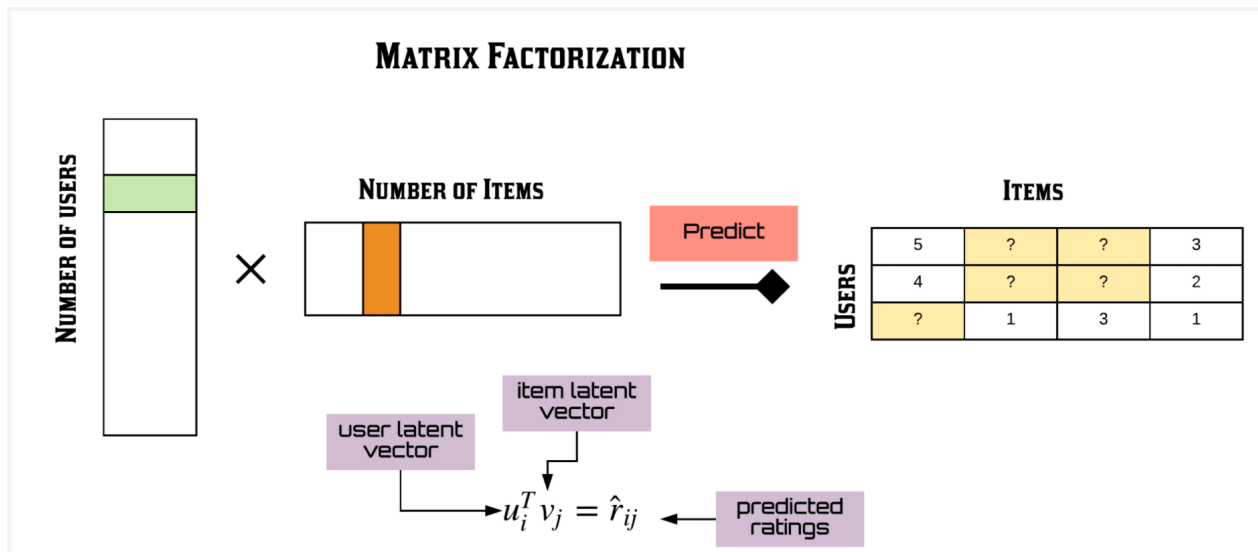 MATRIX FACTORIZATION
NUMBER OF USERS
×
NUMBER OF ITEMS
Predict
ITEMS
USERS
5 ? ? 3
4 ? ? 2
? 1 3 1
item latent
vector
user latent
vector
u_i^T v_j = r̂_ij
predicted
ratings